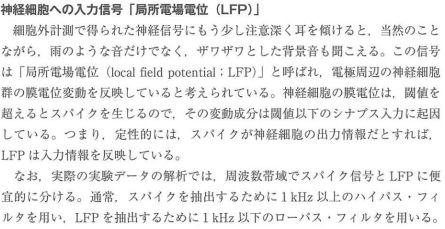 神経細胞への入力信号「局所電場電位（LFP）」
細胞外計測で得られた神経信号にもう少し注意深く耳を傾けると，当然のこと
ながら，雨のような音だけでなく，ザワザワとした背景音も聞こえる。この信号
は「局所電場電位（local field potential；LFP）」と呼ばれ，電極周辺の神経細胞
群の膜電位変動を反映していると考えられている。神経細胞の膜電位は，閾値を
超えるとスパイクを生じるので，その変動成分は閾値以下のシナプス入力に起因
している。つまり，定性的には，スパイクが神経細胞の出力情報だとすれば，
LFP は入力情報を反映している。
なお，実際の実験データの解析では，周波数帯域でスパイク信号と LFP に便
宜的に分ける。通常，スパイクを抽出するために 1 kHz 以上のハイパス・フィ
ルタを用い，LFP を抽出するために 1 kHz 以下のローパス・フィルタを用いる。